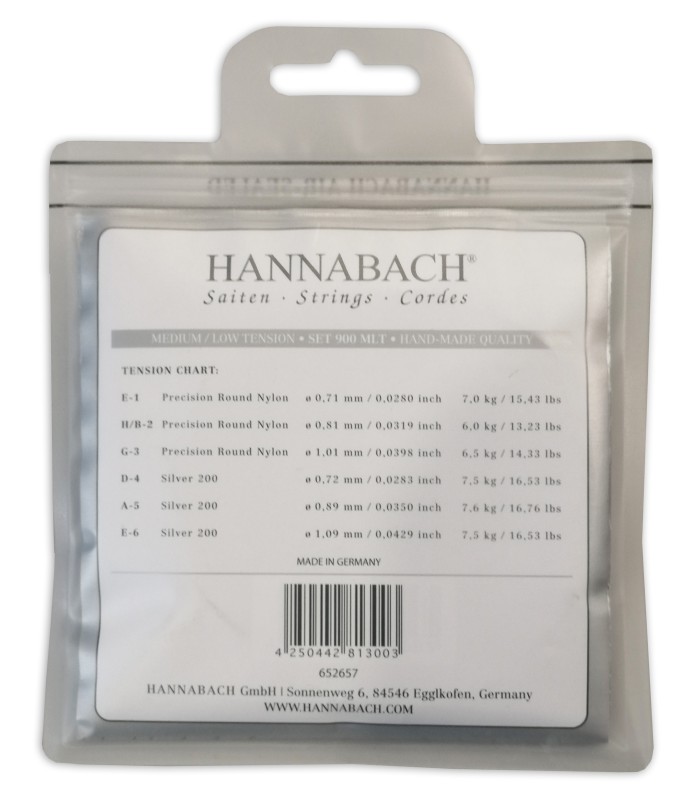 HANNABACH AIR-SEALED
HANNABACH®
Saiten · Strings · Cordes
MEDIUM / LOW TENSION • SET 900 MLT • HAND-MADE QUALITY
TENSION CHART:
E-1 Precision Round Nylon ø 0,71 mm / 0,0280 inch 7,0 kg / 15,43 lbs
H/B-2 Precision Round Nylon ø 0,81 mm / 0,0319 inch 6,0 kg / 13,23 lbs
G-3 Precision Round Nylon ø 1,01 mm / 0,0398 inch 6,5 kg / 14,33 lbs
D-4 Silver 200 ø 0,72 mm / 0,0283 inch 7,5 kg / 16,53 lbs
A-5 Silver 200 ø 0,89 mm / 0,0350 inch 7,6 kg / 16,76 lbs
E-6 Silver 200 ø 1,09 mm / 0,0429 inch 7,5 kg / 16,53 lbs
MADE IN GERMANY
4 250442 813003
652657
HANNABACH GmbH | Sonnenweg 6, 84546 Egglkofen, Germany
WWW.HANNABACH.COM